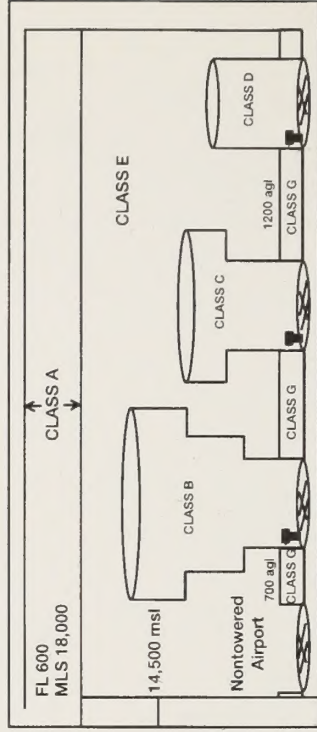 FL 600
MLS 18,000
CLASS A
CLASS E
14,500 msl
CLASS B
CLASS C
CLASS D
Nontowered
Airport
700 agl
1200 agl
CLASS G
CLASS G
CLASS G